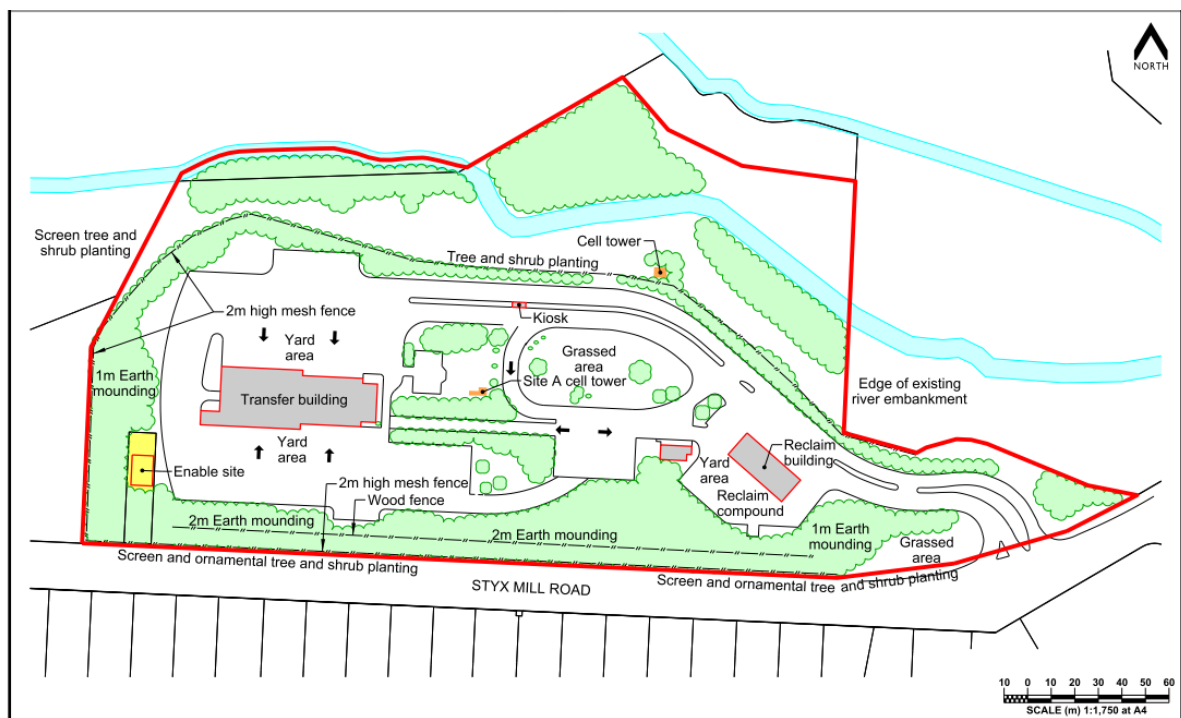 NORTH
Cell tower
Screen tree and
shrub planting
Tree and shrub planting
2m high mesh fence
Kiosk
Yard
area
Grassed
area
1m Earth
mounding
Site A cell tower
Edge of existing
river embankment
Transfer building
Yard
area
Enable site
Reclaim
building
Yard
area
Reclaim
compound
2m high mesh fence
Wood fence
2m Earth mounding
2m Earth mounding
1m Earth
mounding
Grassed
area
Screen and ornamental tree and shrub planting
Screen and ornamental tree and shrub planting
STYX MILL ROAD
10 0 10 20 30 40 50 60
SCALE (m) 1:1,750 at A4